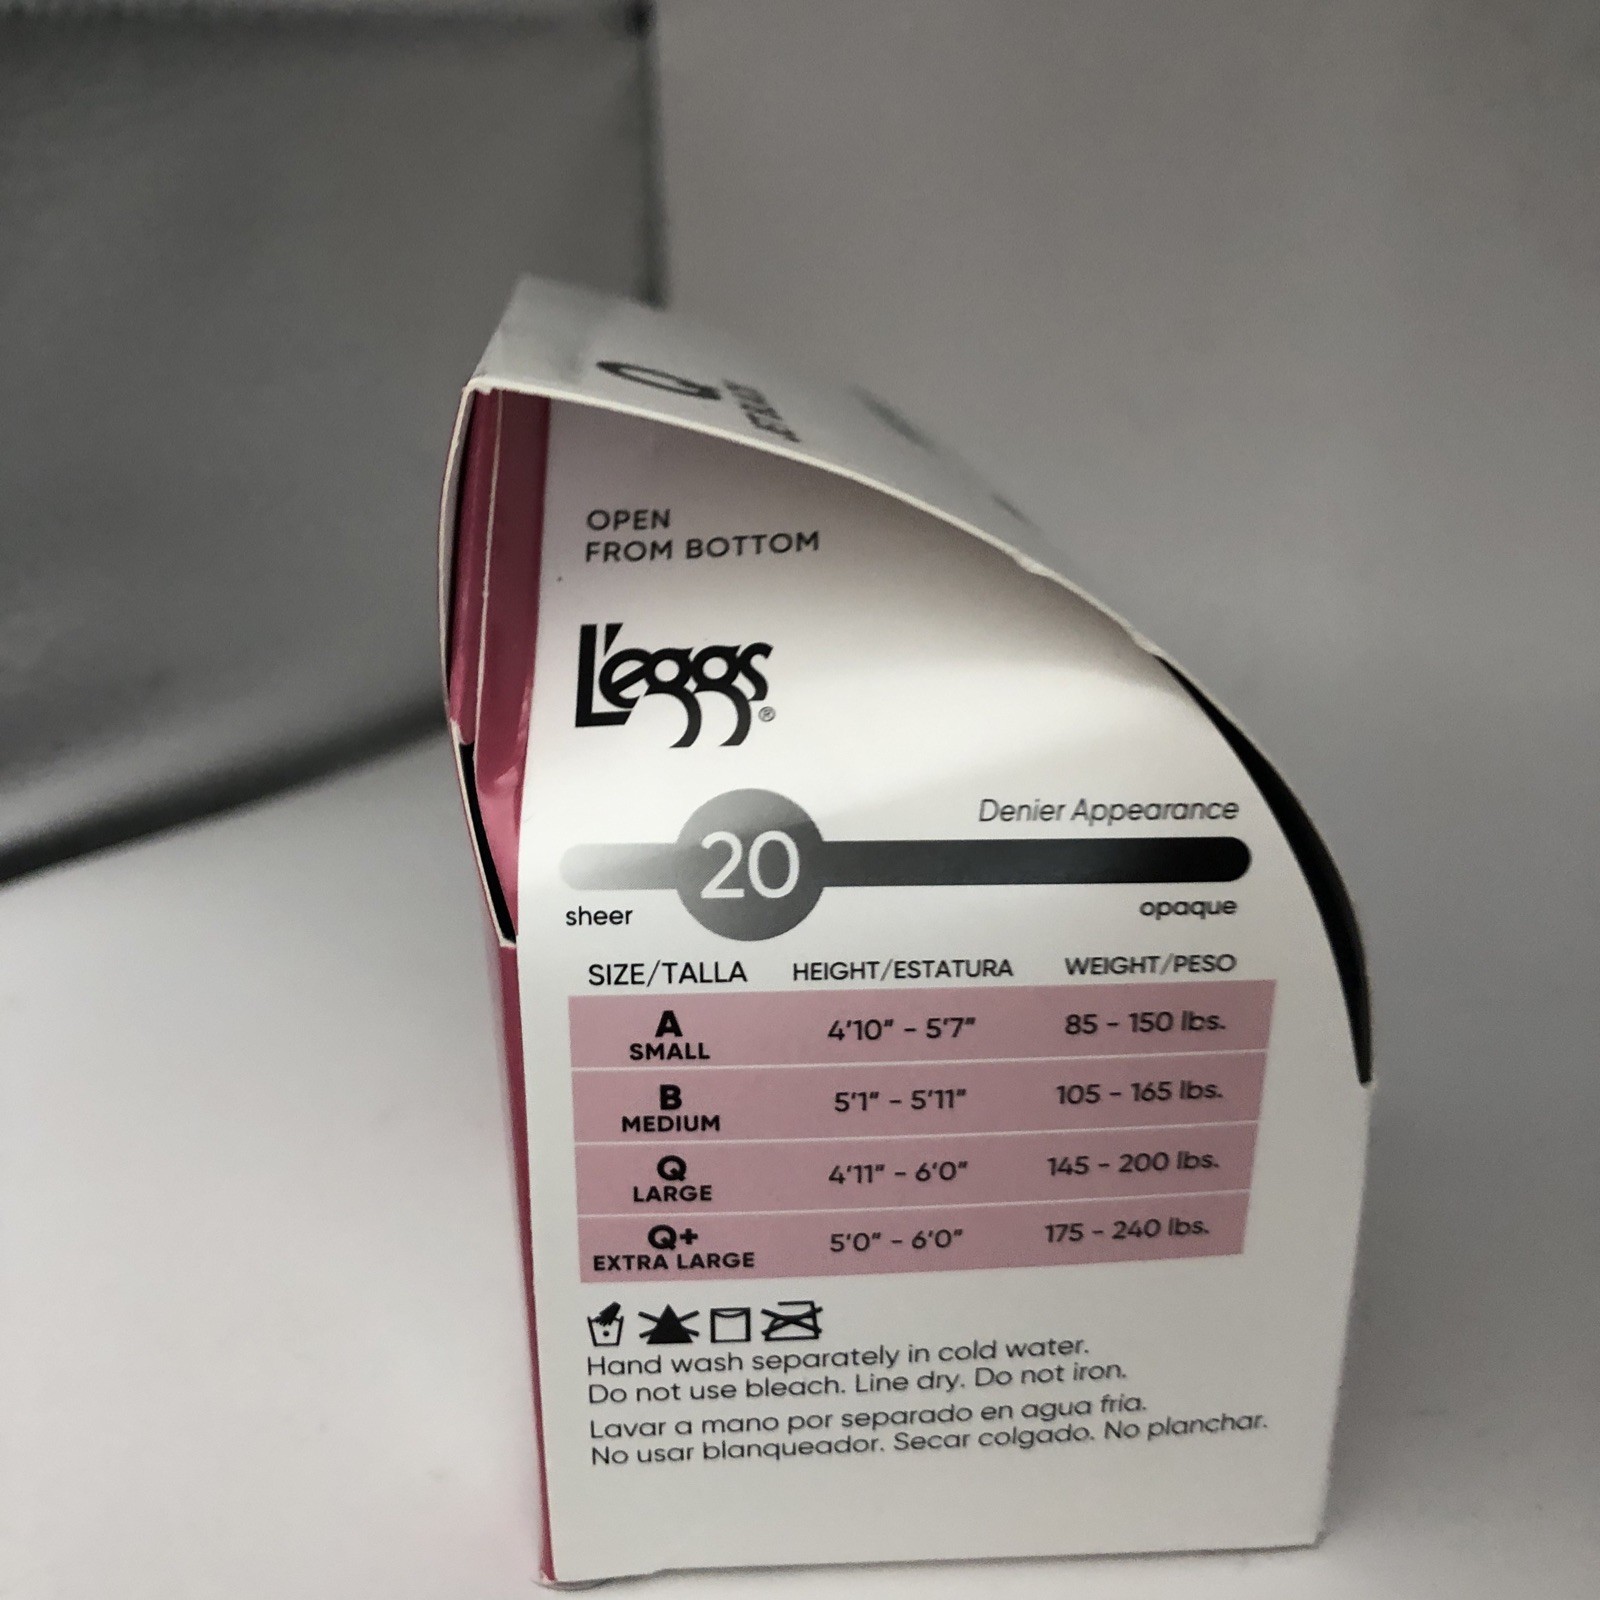 Q
OPEN
FROM BOTTOM
L'eggs®
Denier Appearance
20
sheer
opaque
SIZE/TALLA HEIGHT/ESTATURA WEIGHT/PESO
A
SMALL 4'10" - 5'7" 85 - 150 lbs.
B
MEDIUM 5'1" - 5'11" 105 - 165 lbs.
Q
LARGE 4'11" - 6'0" 145 - 200 lbs.
Q+
EXTRA LARGE 5'0" - 6'0" 175 - 240 lbs.
Hand wash separately in cold water.
Do not use bleach. Line dry. Do not iron.
Lavar a mano por separado en agua fria.
No usar blanqueador. Secar colgado. No planchar.